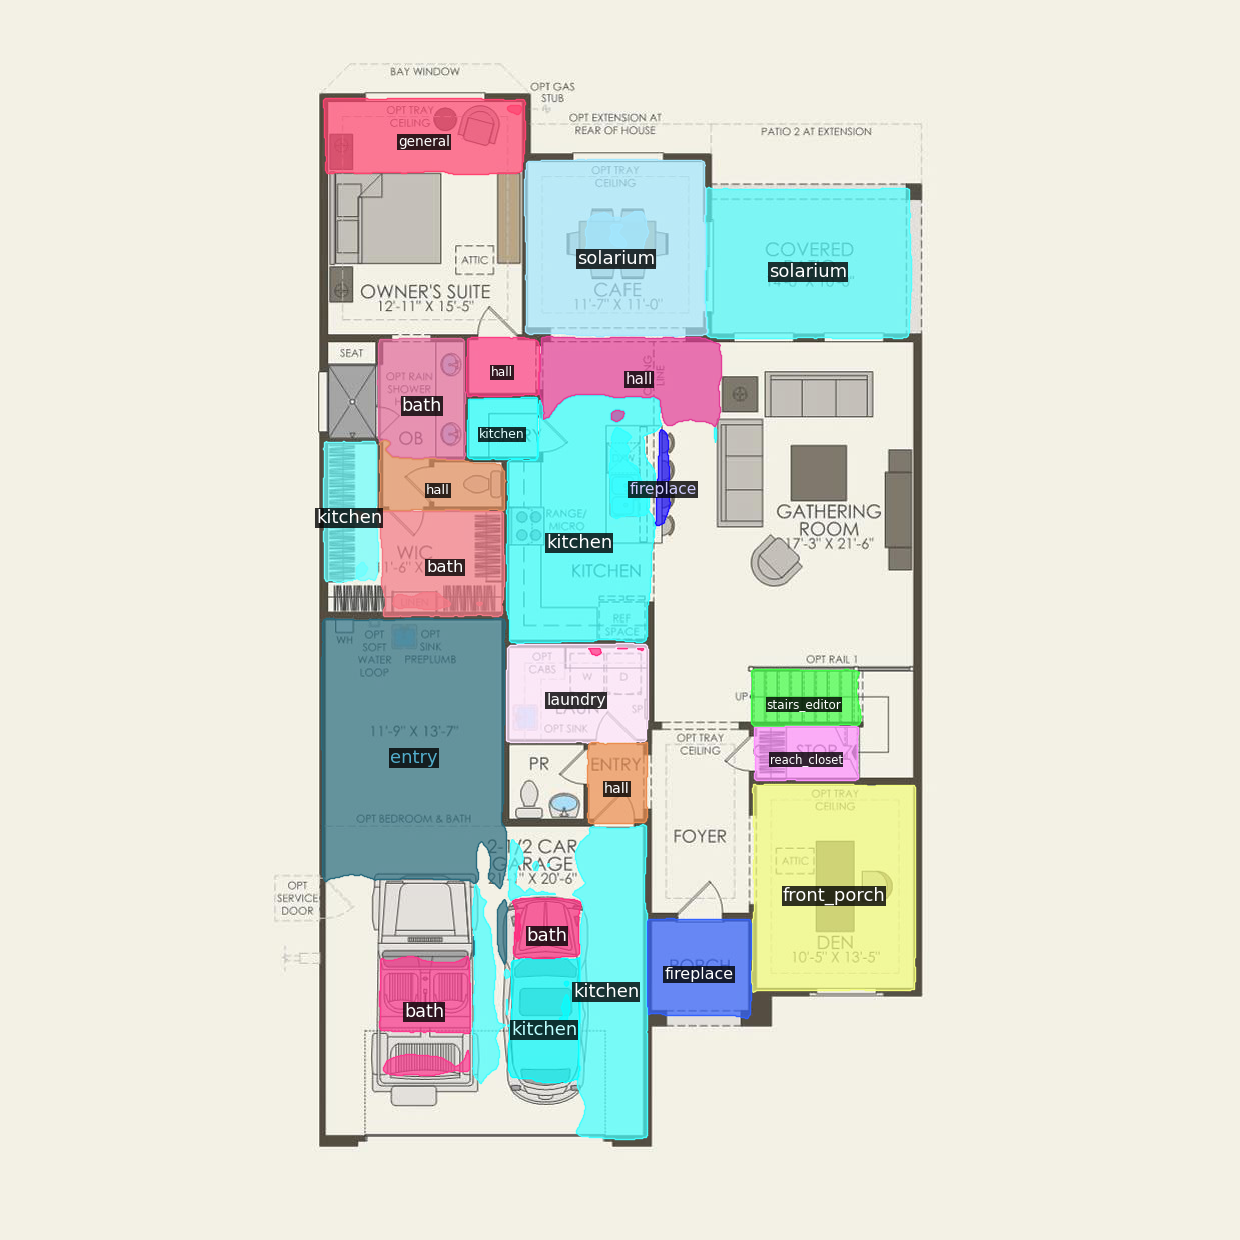 BAY WINDOW
OPT GAS
STUB
OPT TRAY
CEILING
general
OPT EXTENSION AT
REAR OF HOUSE
PATIO 2 AT EXTENSION
OPT TRAY
CEILING
solarium
CAFE
11'-7" X 11'-0"
COVERED
solarium
ATTIC
OWNER'S SUITE
12'-11" X 15'-5"
SEAT
OPT RAIN
SHOWER
bath
OB
hall
hall
LINE
kitchen
hall
fireplace
kitchen
RANGE/
MICRO
kitchen
KITCHEN
GATHERING
ROOM
17'-3" X 21'-6"
WIC
bath
REF
SPACE
WH
OPT
SOFT
WATER
LOOP
OPT
SINK
PREPLUMB
OPT
CABS
W
D
laundry
SP
OPT SINK
OPT RAIL 1
UP
stairs_editor
reach_closet
OPT TRAY
CEILING
11'-9" X 13'-7"
entry
PR
ENTRY
hall
OPT BEDROOM & BATH
FOYER
OPT TRAY
CEILING
ATTIC
front_porch
DEN
10'-5" X 13'-5"
2-1/2 CAR
GARAGE
X 20'-6"
OPT
SERVICE
DOOR
bath
PORCH
fireplace
bath
kitchen
kitchen